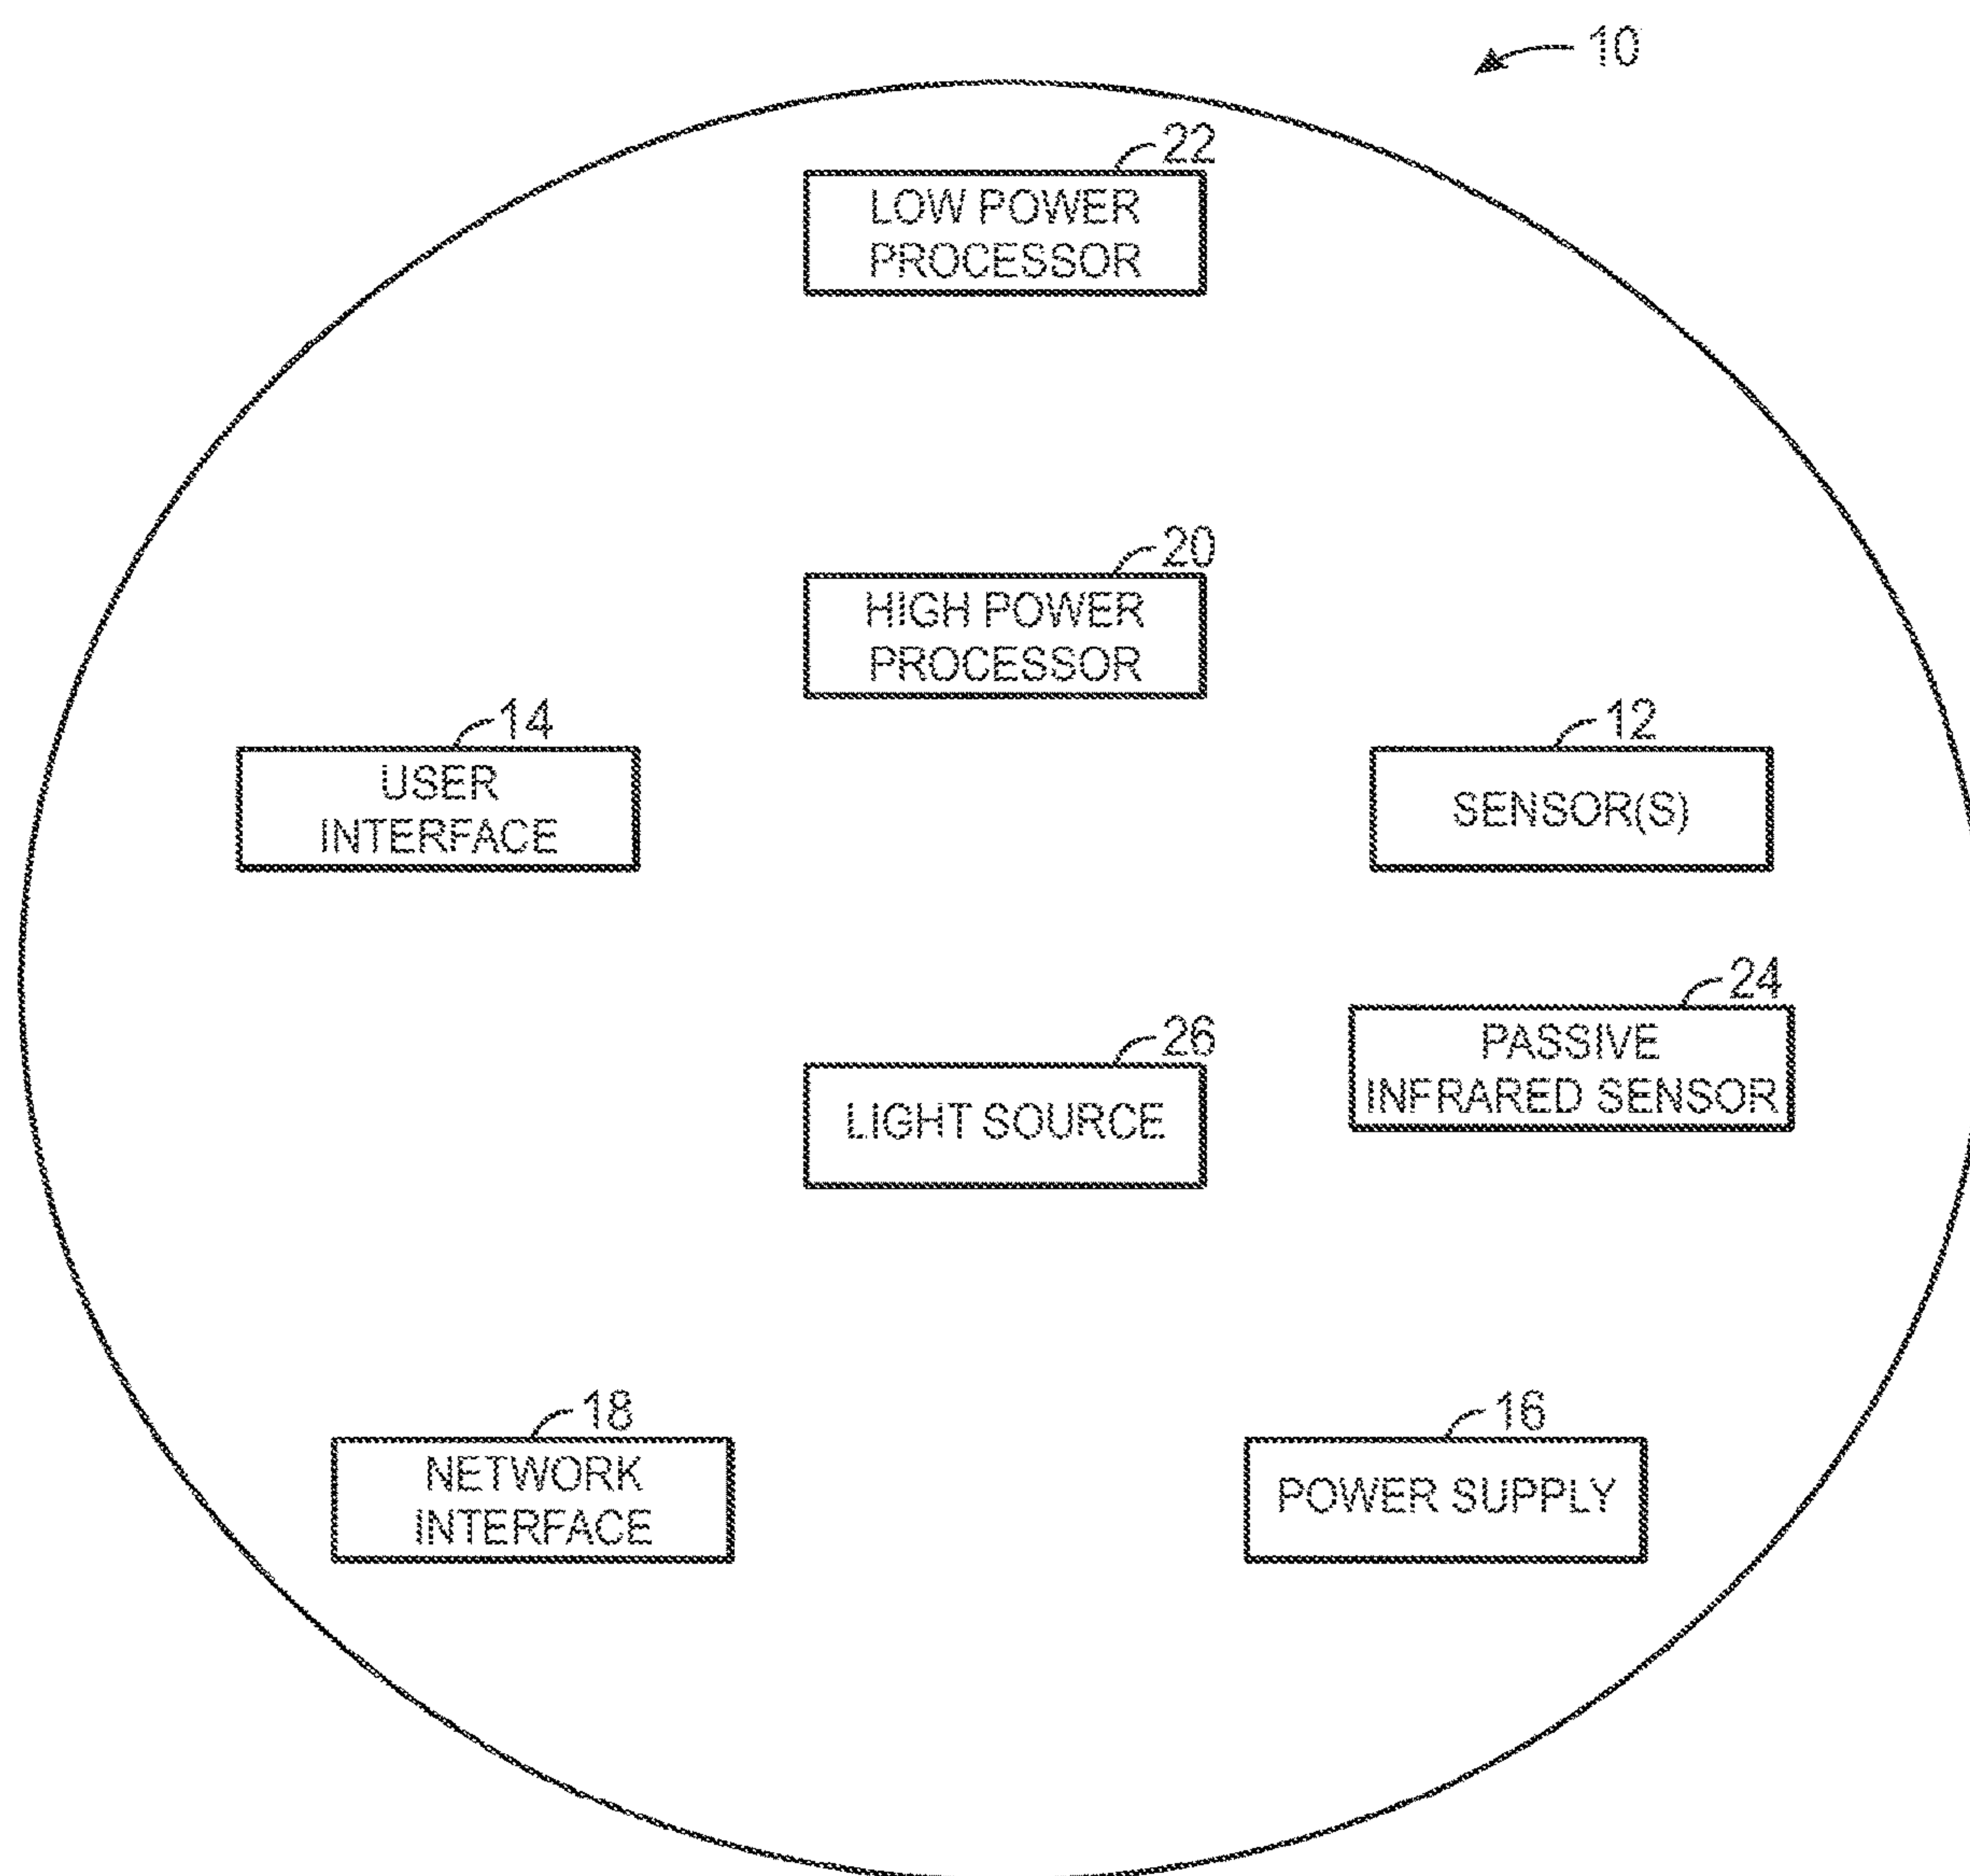 10
22
LOW POWER
PROCESSOR
20
HIGH POWER
PROCESSOR
14
USER
INTERFACE
12
SENSOR(S)
24
PASSIVE
INFRARED SENSOR
26
LIGHT SOURCE
18
NETWORK
INTERFACE
16
POWER SUPPLY